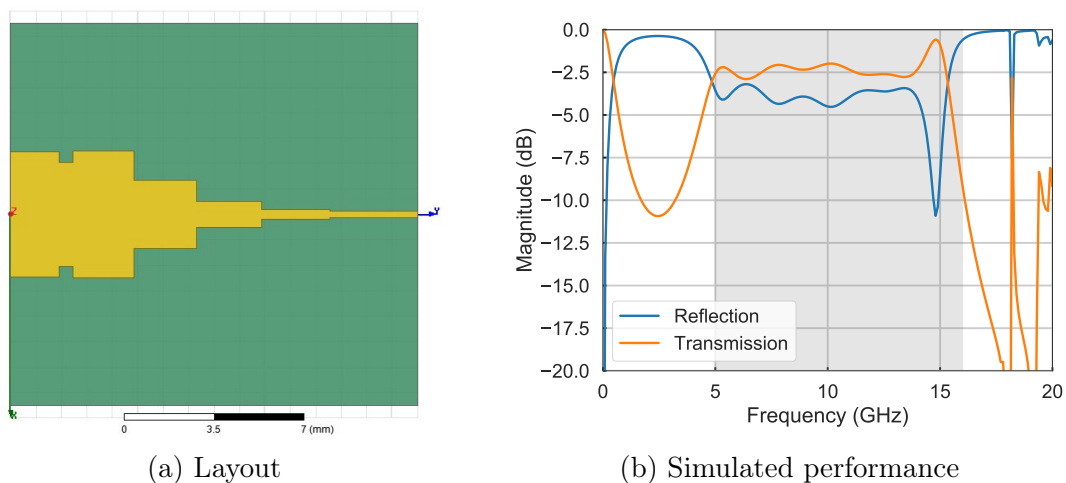 Z
Y
X
0
3.5
7 (mm)
(a) Layout
0.0
−2.5
−5.0
−7.5
−10.0
−12.5
−15.0
−17.5
−20.0
Magnitude (dB)
Reflection
Transmission
0 5 10 15 20
Frequency (GHz)
(b) Simulated performance